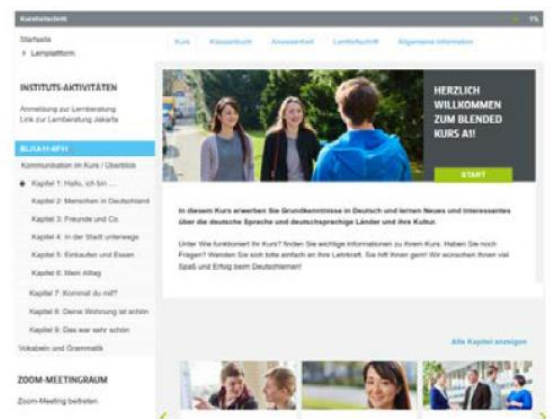 Kursfortschritt
1%
Startseite
> Lernplattform
Kurs Klassenbuch Anwesenheit Lernfortschritt Allgemeine Information
INSTITUTS-AKTIVITÄTEN
Anmeldung zur Lernberatung
Link zur Lernberatung Jakarta
Kommunikation im Kurs / Überblick
Kapitel 1: Hallo, ich bin ...
Kapitel 2: Menschen in Deutschland
Kapitel 3: Freunde und Co.
Kapitel 4: In der Stadt unterwegs
Kapitel 5: Einkaufen und Essen
Kapitel 6: Mein Alltag
Kapitel 7: Kommst du mit?
Kapitel 8: Deine Wohnung ist schön
Kapitel 9: Das war sehr schön
Vokabeln und Grammatik
ZOOM-MEETINGRAUM
Zoom-Meeting beitreten
HERZLICH
WILLKOMMEN
ZUM BLENDED
KURS A1!
START
In diesem Kurs erwerben Sie Grundkenntnisse in Deutsch und lernen Neues und Interessantes
über die deutsche Sprache und deutschsprachige Länder und ihre Kultur.
Unter Wie funktioniert Ihr Kurs? finden Sie wichtige Informationen zu Ihrem Kurs. Haben Sie noch
Fragen? Wenden Sie sich bitte einfach an Ihre Lehrkraft. Sie hilft Ihnen gern! Wir wünschen Ihnen viel
Spaß und Erfolg beim Deutschlernen!
Alle Kapitel anzeigen